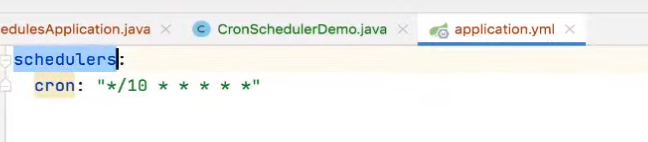 edulesApplication.java CronSchedulerDemo.java application.yml
schedulers:
cron: "*/10 * * * * *"